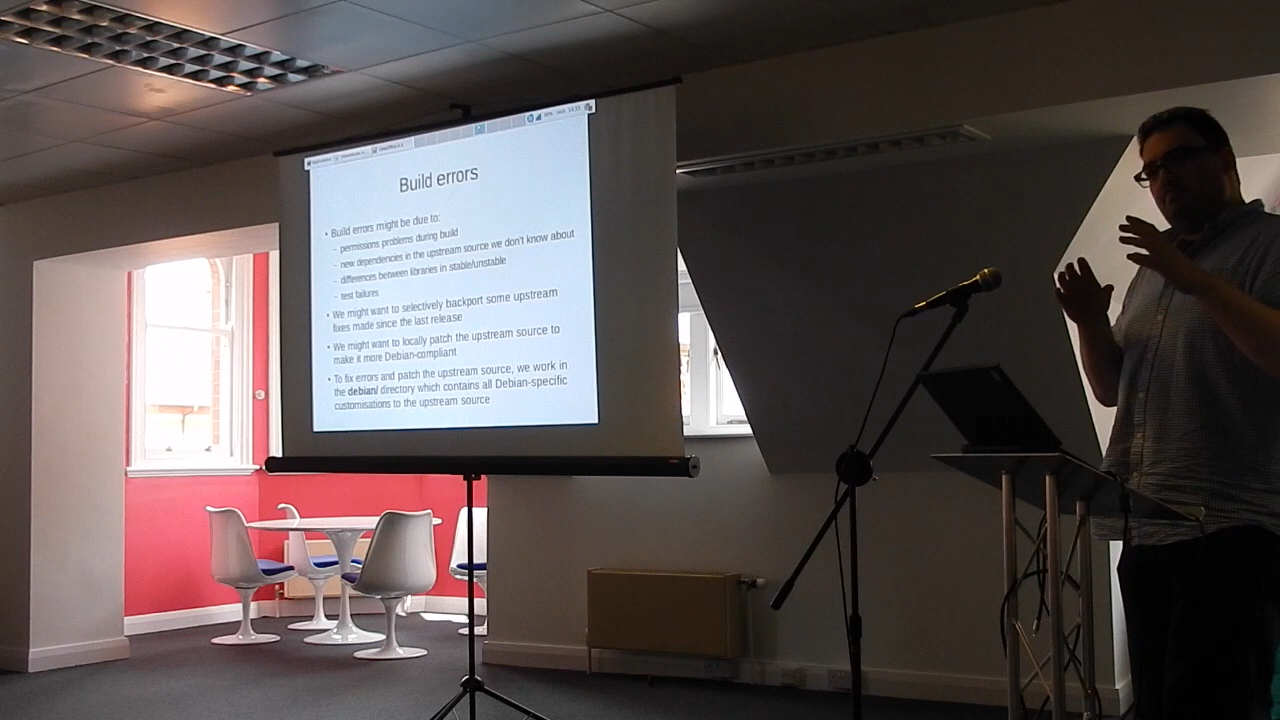 Build errors
• Build errors might be due to:
– permissions problems during build
– new dependencies in the upstream source we don't know about
– differences between libraries in stable/unstable
– test failures
• We might want to selectively backport some upstream
fixes made since the last release
• We might want to locally patch the upstream source to
make it more Debian-compliant
• To fix errors and patch the upstream source, we work in
the debian/ directory which contains all Debian-specific
customisations to the upstream source